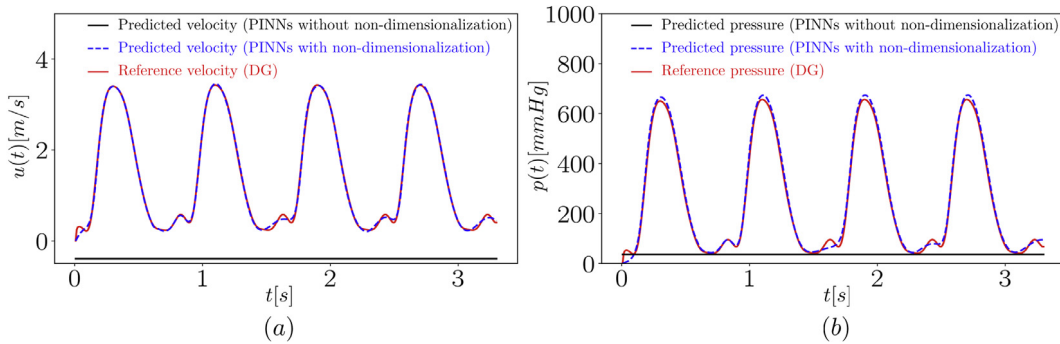 Predicted velocity (PINNs without non-dimensionalization)
Predicted velocity (PINNs with non-dimensionalization)
Reference velocity (DG)
4
2
0
u(t)[m/s]
0
1
2
3
t[s]
(a)
Predicted pressure (PINNs without non-dimensionalization)
Predicted pressure (PINNs with non-dimensionalization)
Reference pressure (DG)
1000
800
600
400
200
0
p(t)[mmHg]
0
1
2
3
t[s]
(b)